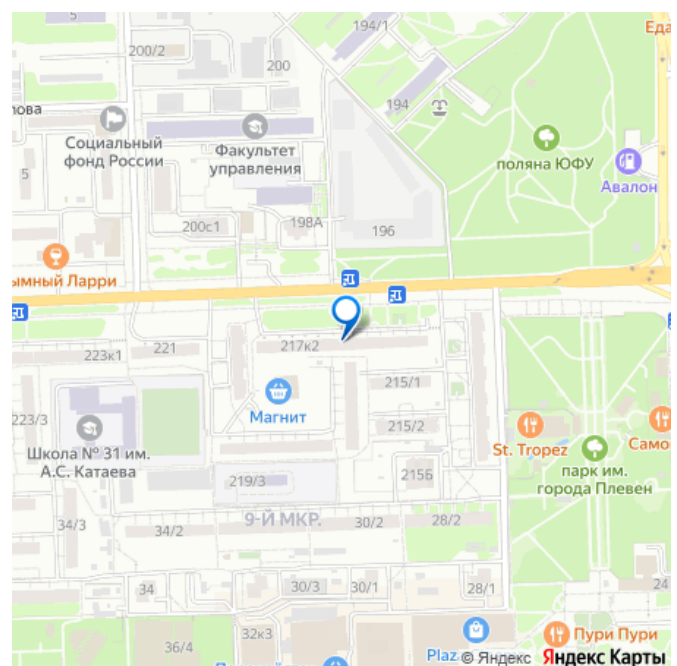 5
200/2
194/1
Еда
200
194
лова
Социальный
фонд России
Факультет
управления
поляна ЮФУ
Авалон
5
200с1
198А
196
ымный Ларри
223к1
221
217к2
215/1
Магнит
215/2
223/3
Школа № 31 им.
А.С. Катаева
St. Tropez
Само
парк им.
города Плевен
219/3
215Б
34/3
34/2
9-Й МКР.
30/2
28/2
34
30/3
30/1
28/1
24
32к3
36/4
Plaz
Пури Пури
© Яндекс Яндекс Карты